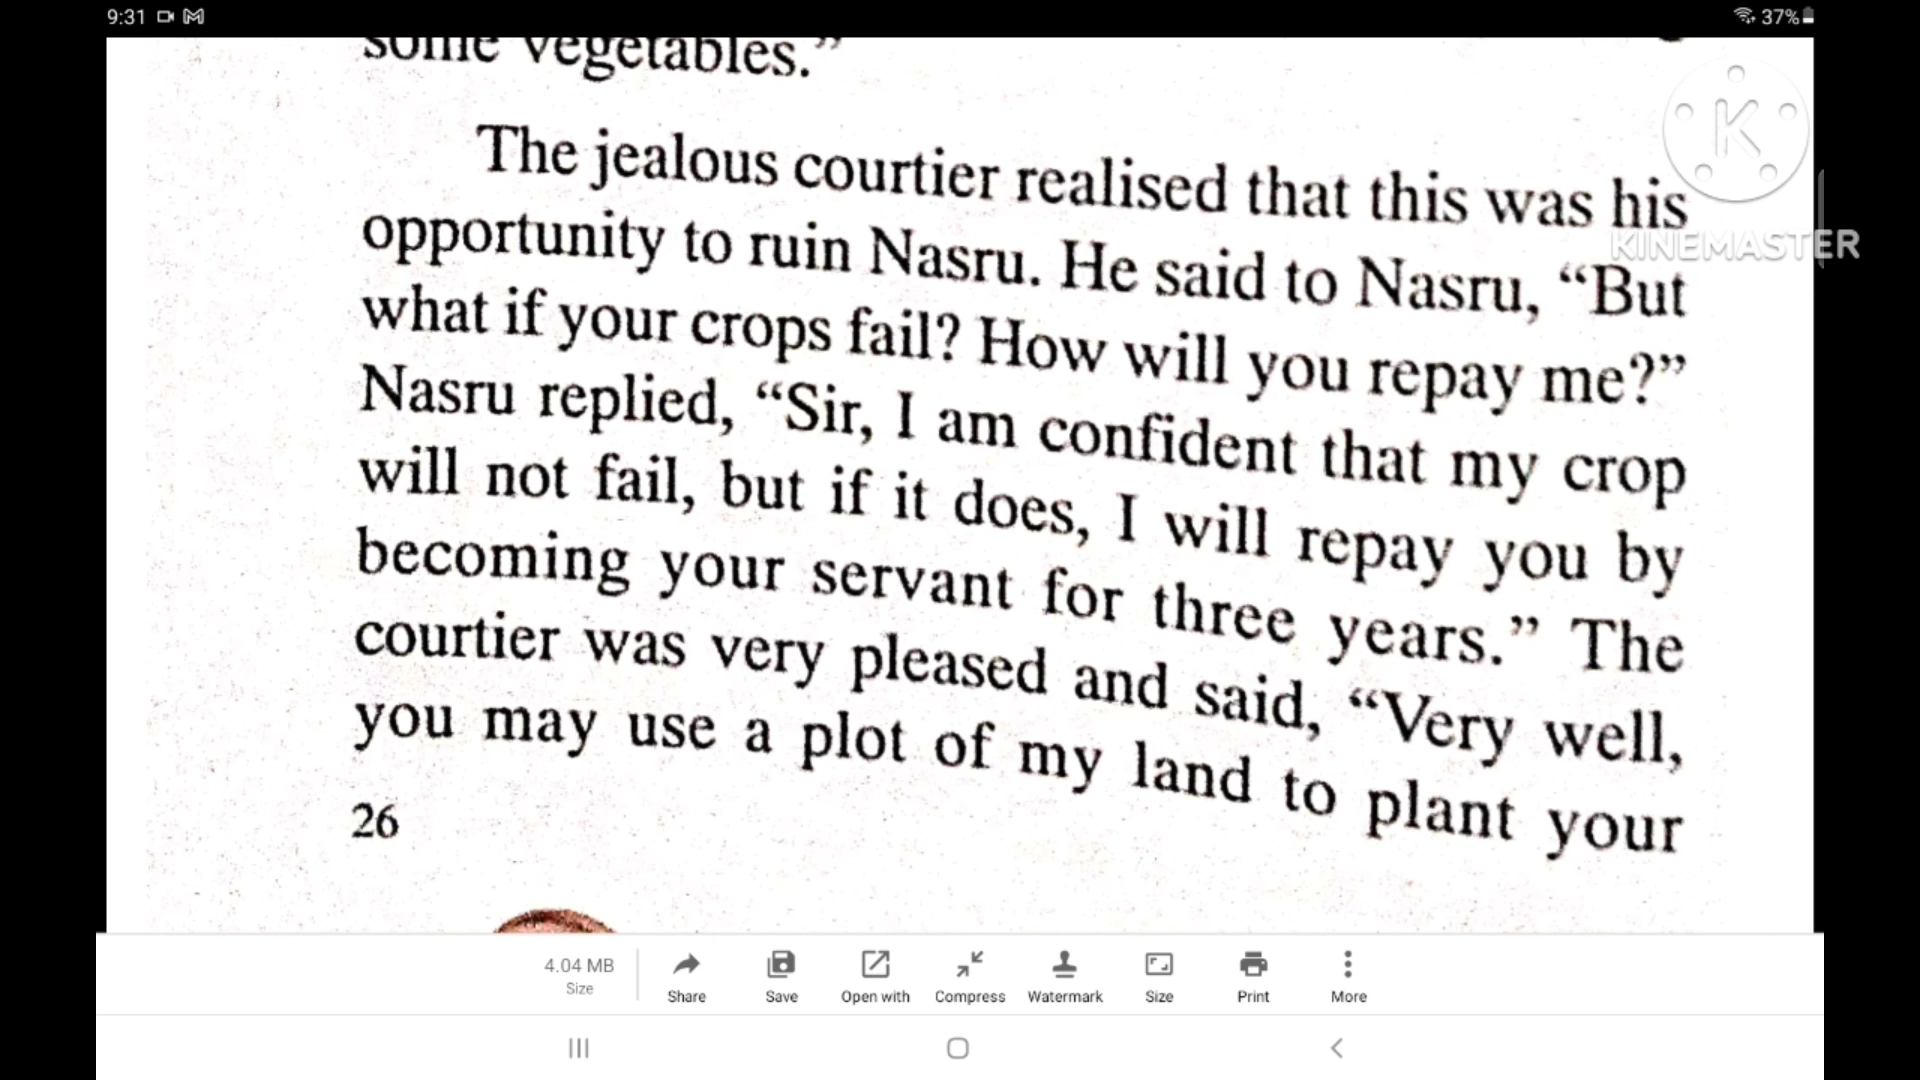 9:31
37%
some vegetables.”
The jealous courtier realised that this was his
opportunity to ruin Nasru. He said to Nasru, “But
what if your crops fail? How will you repay me?”
Nasru replied, “Sir, I am confident that my crop
will not fail, but if it does, I will repay you by
becoming your servant for three years.” The
courtier was very pleased and said, “Very well,
you may use a plot of my land to plant your
26
K
KINEMASTER
4.04 MB
Size
Share
Save
Open with
Compress
Watermark
Size
Print
More